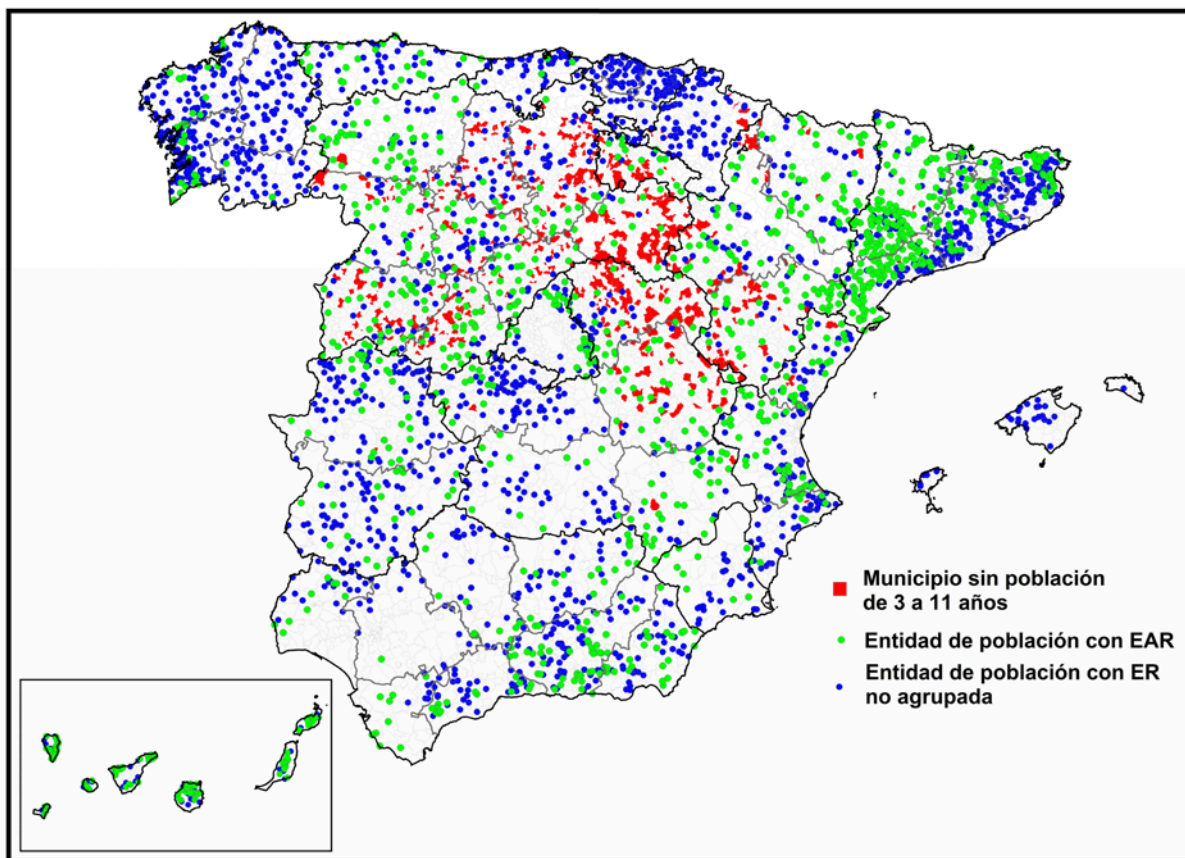 Municipio sin población
de 3 a 11 años
Entidad de población con EAR
Entidad de población con ER
no agrupada